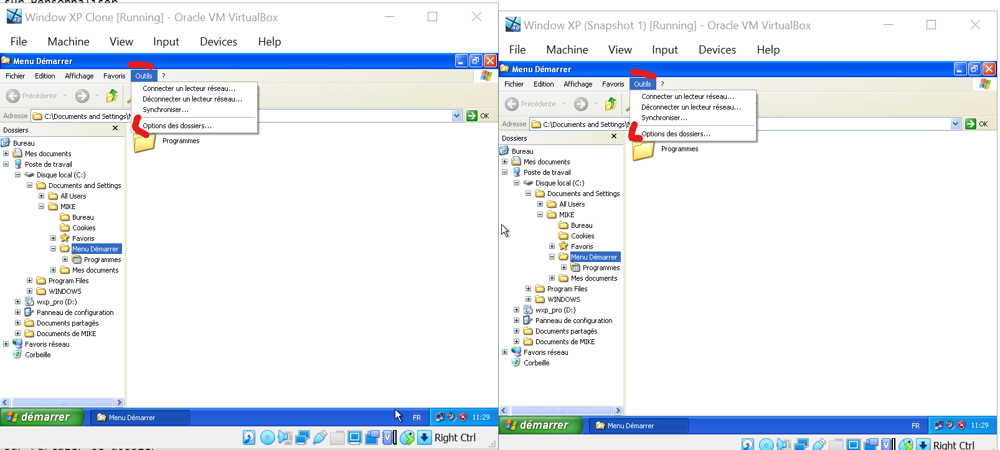 sur Personnaliser
Window XP Clone [Running] - Oracle VM VirtualBox
File Machine View Input Devices Help
Menu Démarrer
Fichier Edition Affichage Favoris Outils ?
Connecter un lecteur réseau...
Déconnecter un lecteur réseau...
Synchroniser...
Options des dossiers...
Précédente
Adresse C:\Documents and Settings\ OK
Dossiers
Programmes
Bureau
Mes documents
Poste de travail
Disque local (C:)
Documents and Settings
All Users
MIKE
Bureau
Cookies
Favoris
Menu Démarrer
Programmes
Mes documents
Program Files
WINDOWS
wxp_pro (D:)
Panneau de configuration
Documents partagés
Documents de MIKE
Favoris réseau
Corbeille
démarrer Menu Démarrer FR 11:29
Right Ctrl
Window XP (Snapshot 1) [Running] - Oracle VM VirtualBox
File Machine View Input Devices Help
Menu Démarrer
Fichier Edition Affichage Favoris Outils ?
Connecter un lecteur réseau...
Déconnecter un lecteur réseau...
Synchroniser...
Options des dossiers...
Précédente
Adresse C:\Documents and Settings\ OK
Dossiers
Programmes
Bureau
Mes documents
Poste de travail
Disque local (C:)
Documents and Settings
All Users
MIKE
Bureau
Cookies
Favoris
Menu Démarrer
Programmes
Mes documents
Program Files
WINDOWS
wxp_pro (D:)
Panneau de configuration
Documents partagés
Documents de MIKE
Favoris réseau
Corbeille
démarrer Menu Démarrer FR 11:29
Right Ctrl